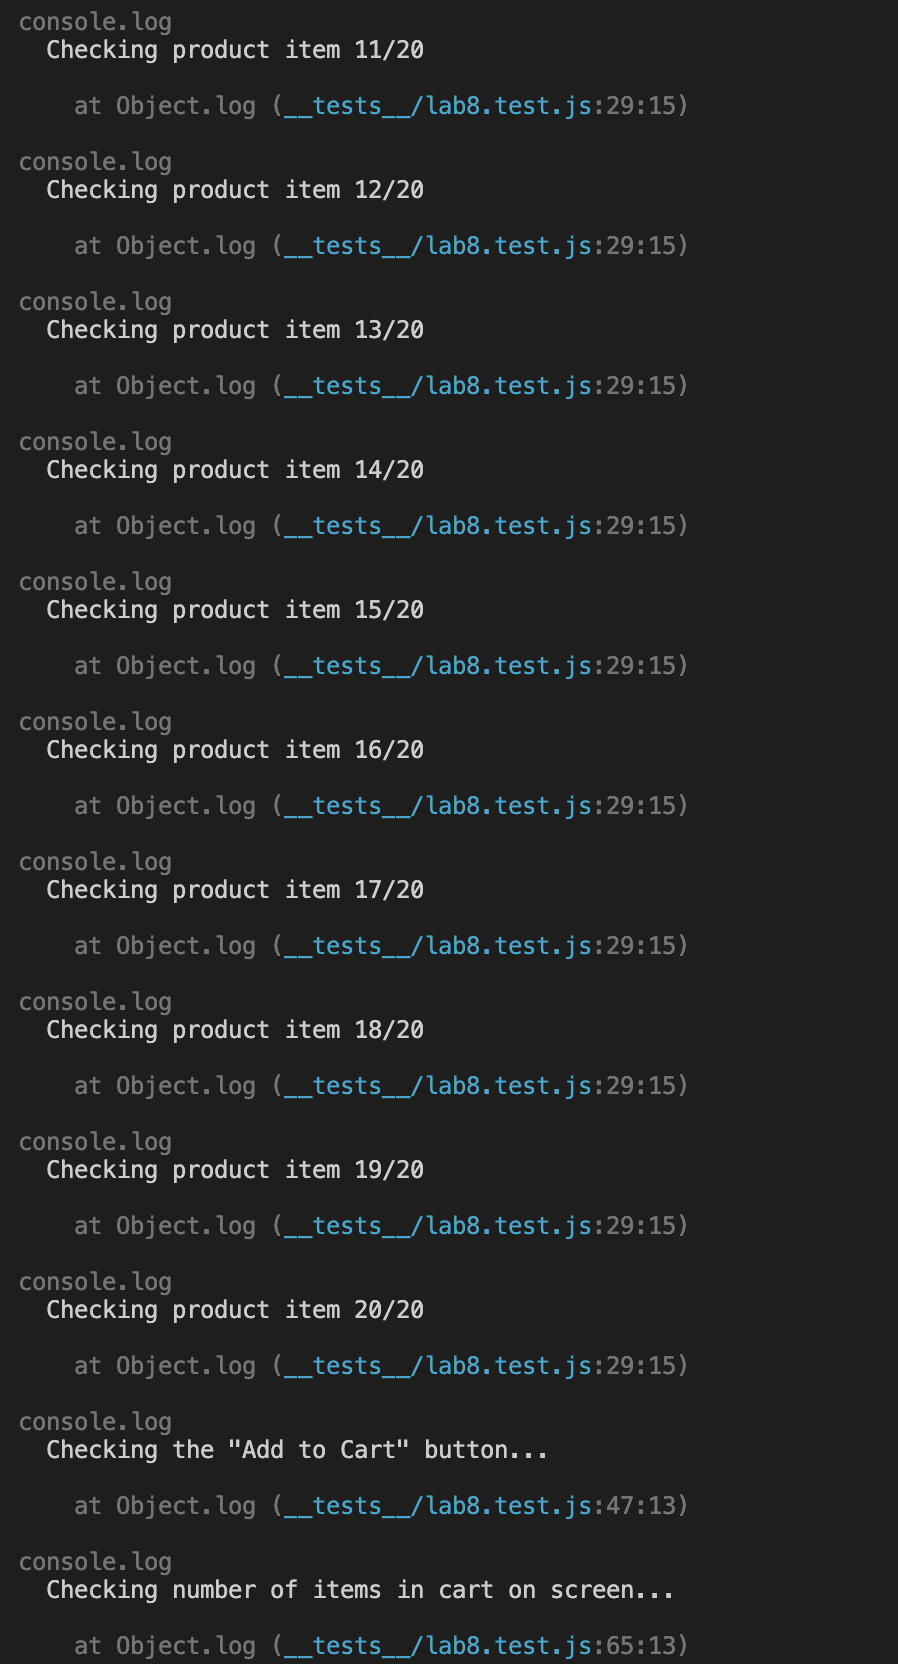 console.log
Checking product item 11/20
at Object.log (__tests__/lab8.test.js:29:15)
console.log
Checking product item 12/20
at Object.log (__tests__/lab8.test.js:29:15)
console.log
Checking product item 13/20
at Object.log (__tests__/lab8.test.js:29:15)
console.log
Checking product item 14/20
at Object.log (__tests__/lab8.test.js:29:15)
console.log
Checking product item 15/20
at Object.log (__tests__/lab8.test.js:29:15)
console.log
Checking product item 16/20
at Object.log (__tests__/lab8.test.js:29:15)
console.log
Checking product item 17/20
at Object.log (__tests__/lab8.test.js:29:15)
console.log
Checking product item 18/20
at Object.log (__tests__/lab8.test.js:29:15)
console.log
Checking product item 19/20
at Object.log (__tests__/lab8.test.js:29:15)
console.log
Checking product item 20/20
at Object.log (__tests__/lab8.test.js:29:15)
console.log
Checking the "Add to Cart" button...
at Object.log (__tests__/lab8.test.js:47:13)
console.log
Checking number of items in cart on screen...
at Object.log (__tests__/lab8.test.js:65:13)